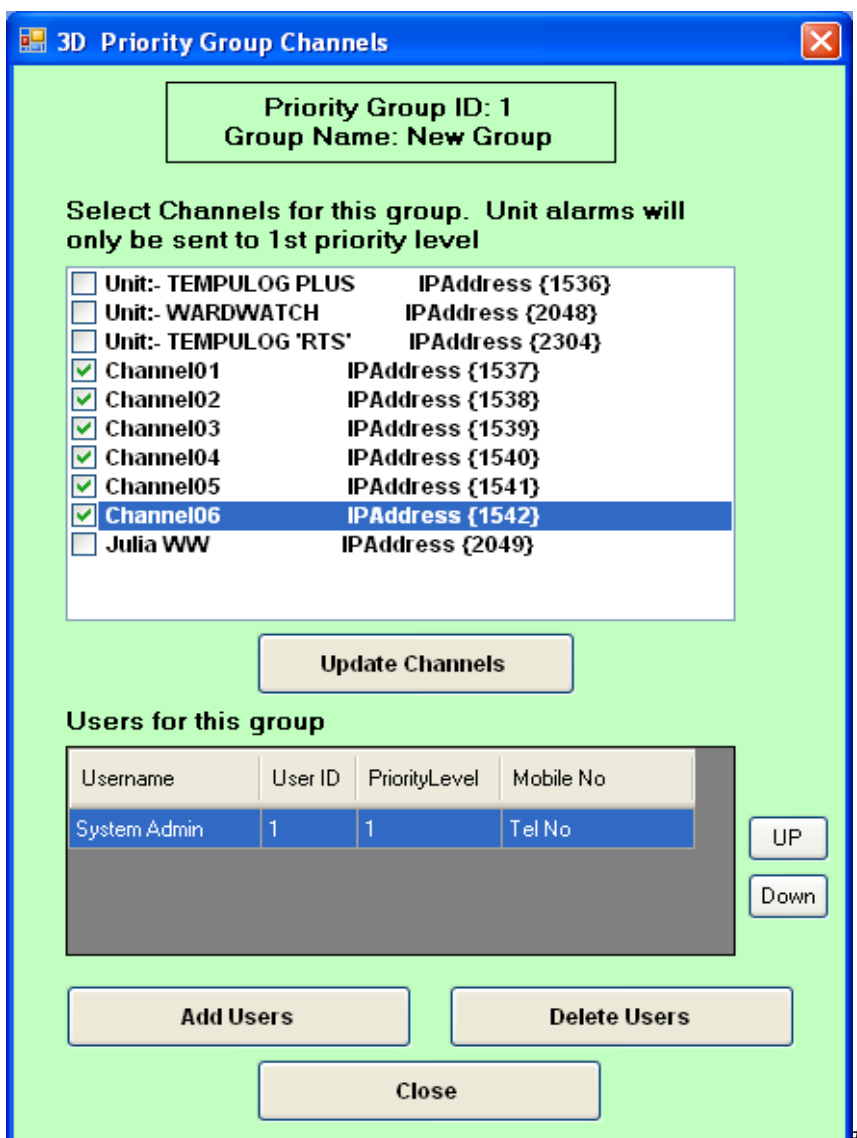 3D Priority Group Channels
Priority Group ID: 1
Group Name: New Group
Select Channels for this group. Unit alarms will
only be sent to 1st priority level
Unit:- TEMPULOG PLUS IPAddress {1536}
Unit:- WARDWATCH IPAddress {2048}
Unit:- TEMPULOG 'RTS' IPAddress {2304}
Channel01 IPAddress {1537}
Channel02 IPAddress {1538}
Channel03 IPAddress {1539}
Channel04 IPAddress {1540}
Channel05 IPAddress {1541}
Channel06 IPAddress {1542}
Julia WW IPAddress {2049}
Update Channels
Users for this group
Username User ID PriorityLevel Mobile No
System Admin 1 1 Tel No
UP
Down
Add Users Delete Users
Close